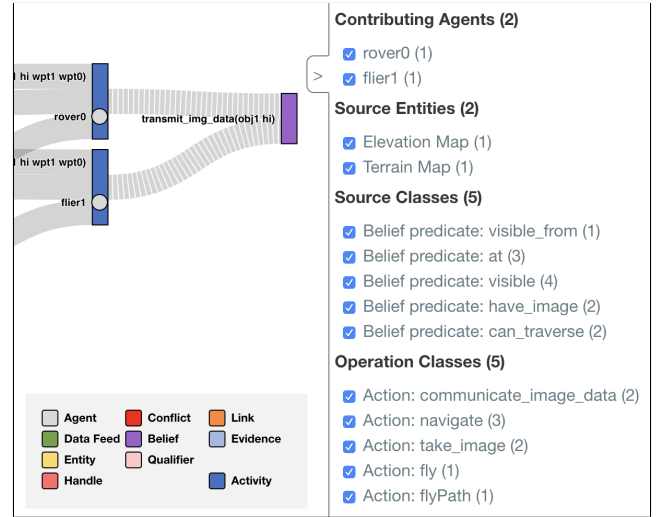 hi wpt1 wpt0)
rover0
transmit_img_data(obj1 hi)
hi wpt1 wpt0)
flier1
>
Agent
Conflict
Link
Data Feed
Belief
Evidence
Entity
Qualifier
Handle
Activity
Contributing Agents (2)
rover0 (1)
flier1 (1)
Source Entities (2)
Elevation Map (1)
Terrain Map (1)
Source Classes (5)
Belief predicate: visible_from (1)
Belief predicate: at (3)
Belief predicate: visible (4)
Belief predicate: have_image (2)
Belief predicate: can_traverse (2)
Operation Classes (5)
Action: communicate_image_data (2)
Action: navigate (3)
Action: take_image (2)
Action: fly (1)
Action: flyPath (1)